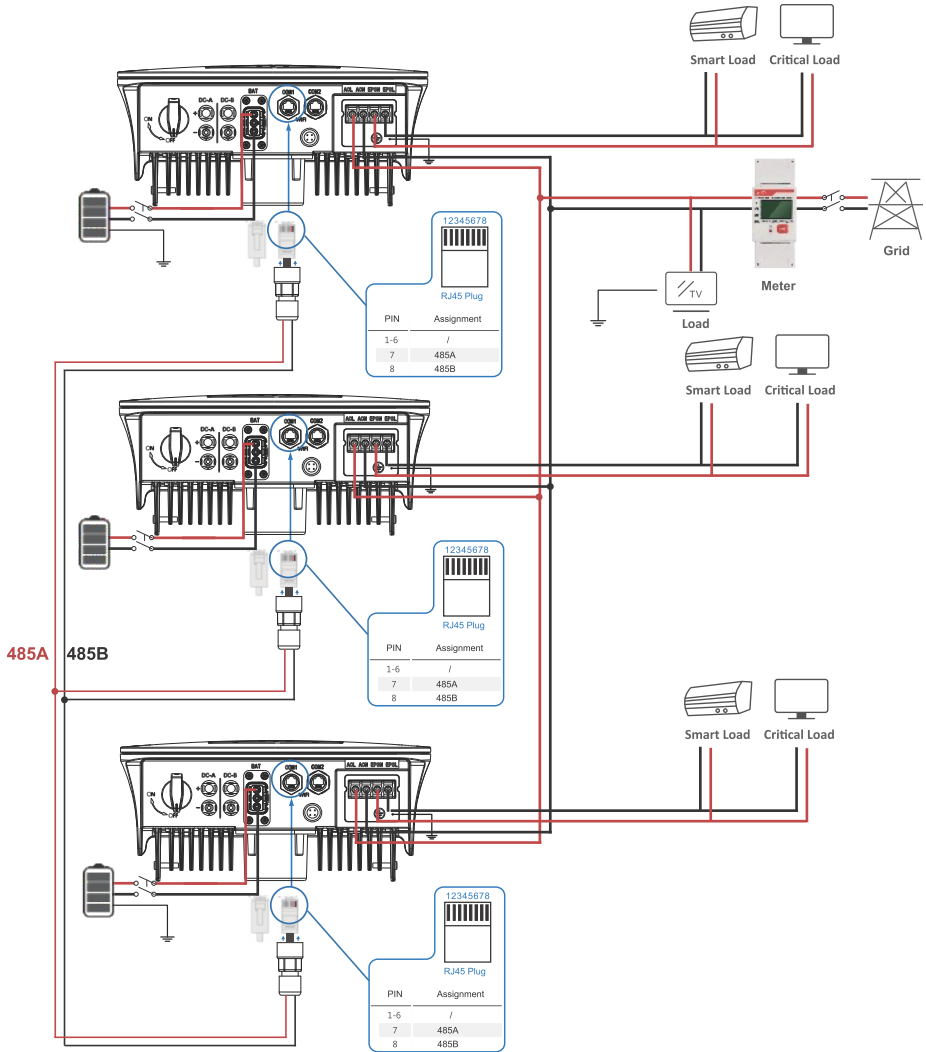 Smart Load Critical Load
DC-A DC-B BAT COM1 COM2 ACL ACN EPSN EPSL
ON
OFF
+
-
WIFI
12345678
RJ45 Plug
PIN Assignment
1-6 /
7 485A
8 485B
Meter
Grid
TV
Load
Smart Load Critical Load
DC-A DC-B BAT COM1 COM2 ACL ACN EPSN EPSL
ON
OFF
+
-
WIFI
12345678
RJ45 Plug
PIN Assignment
1-6 /
7 485A
8 485B
485A 485B
Smart Load Critical Load
DC-A DC-B BAT COM1 COM2 ACL ACN EPSN EPSL
ON
OFF
+
-
WIFI
12345678
RJ45 Plug
PIN Assignment
1-6 /
7 485A
8 485B